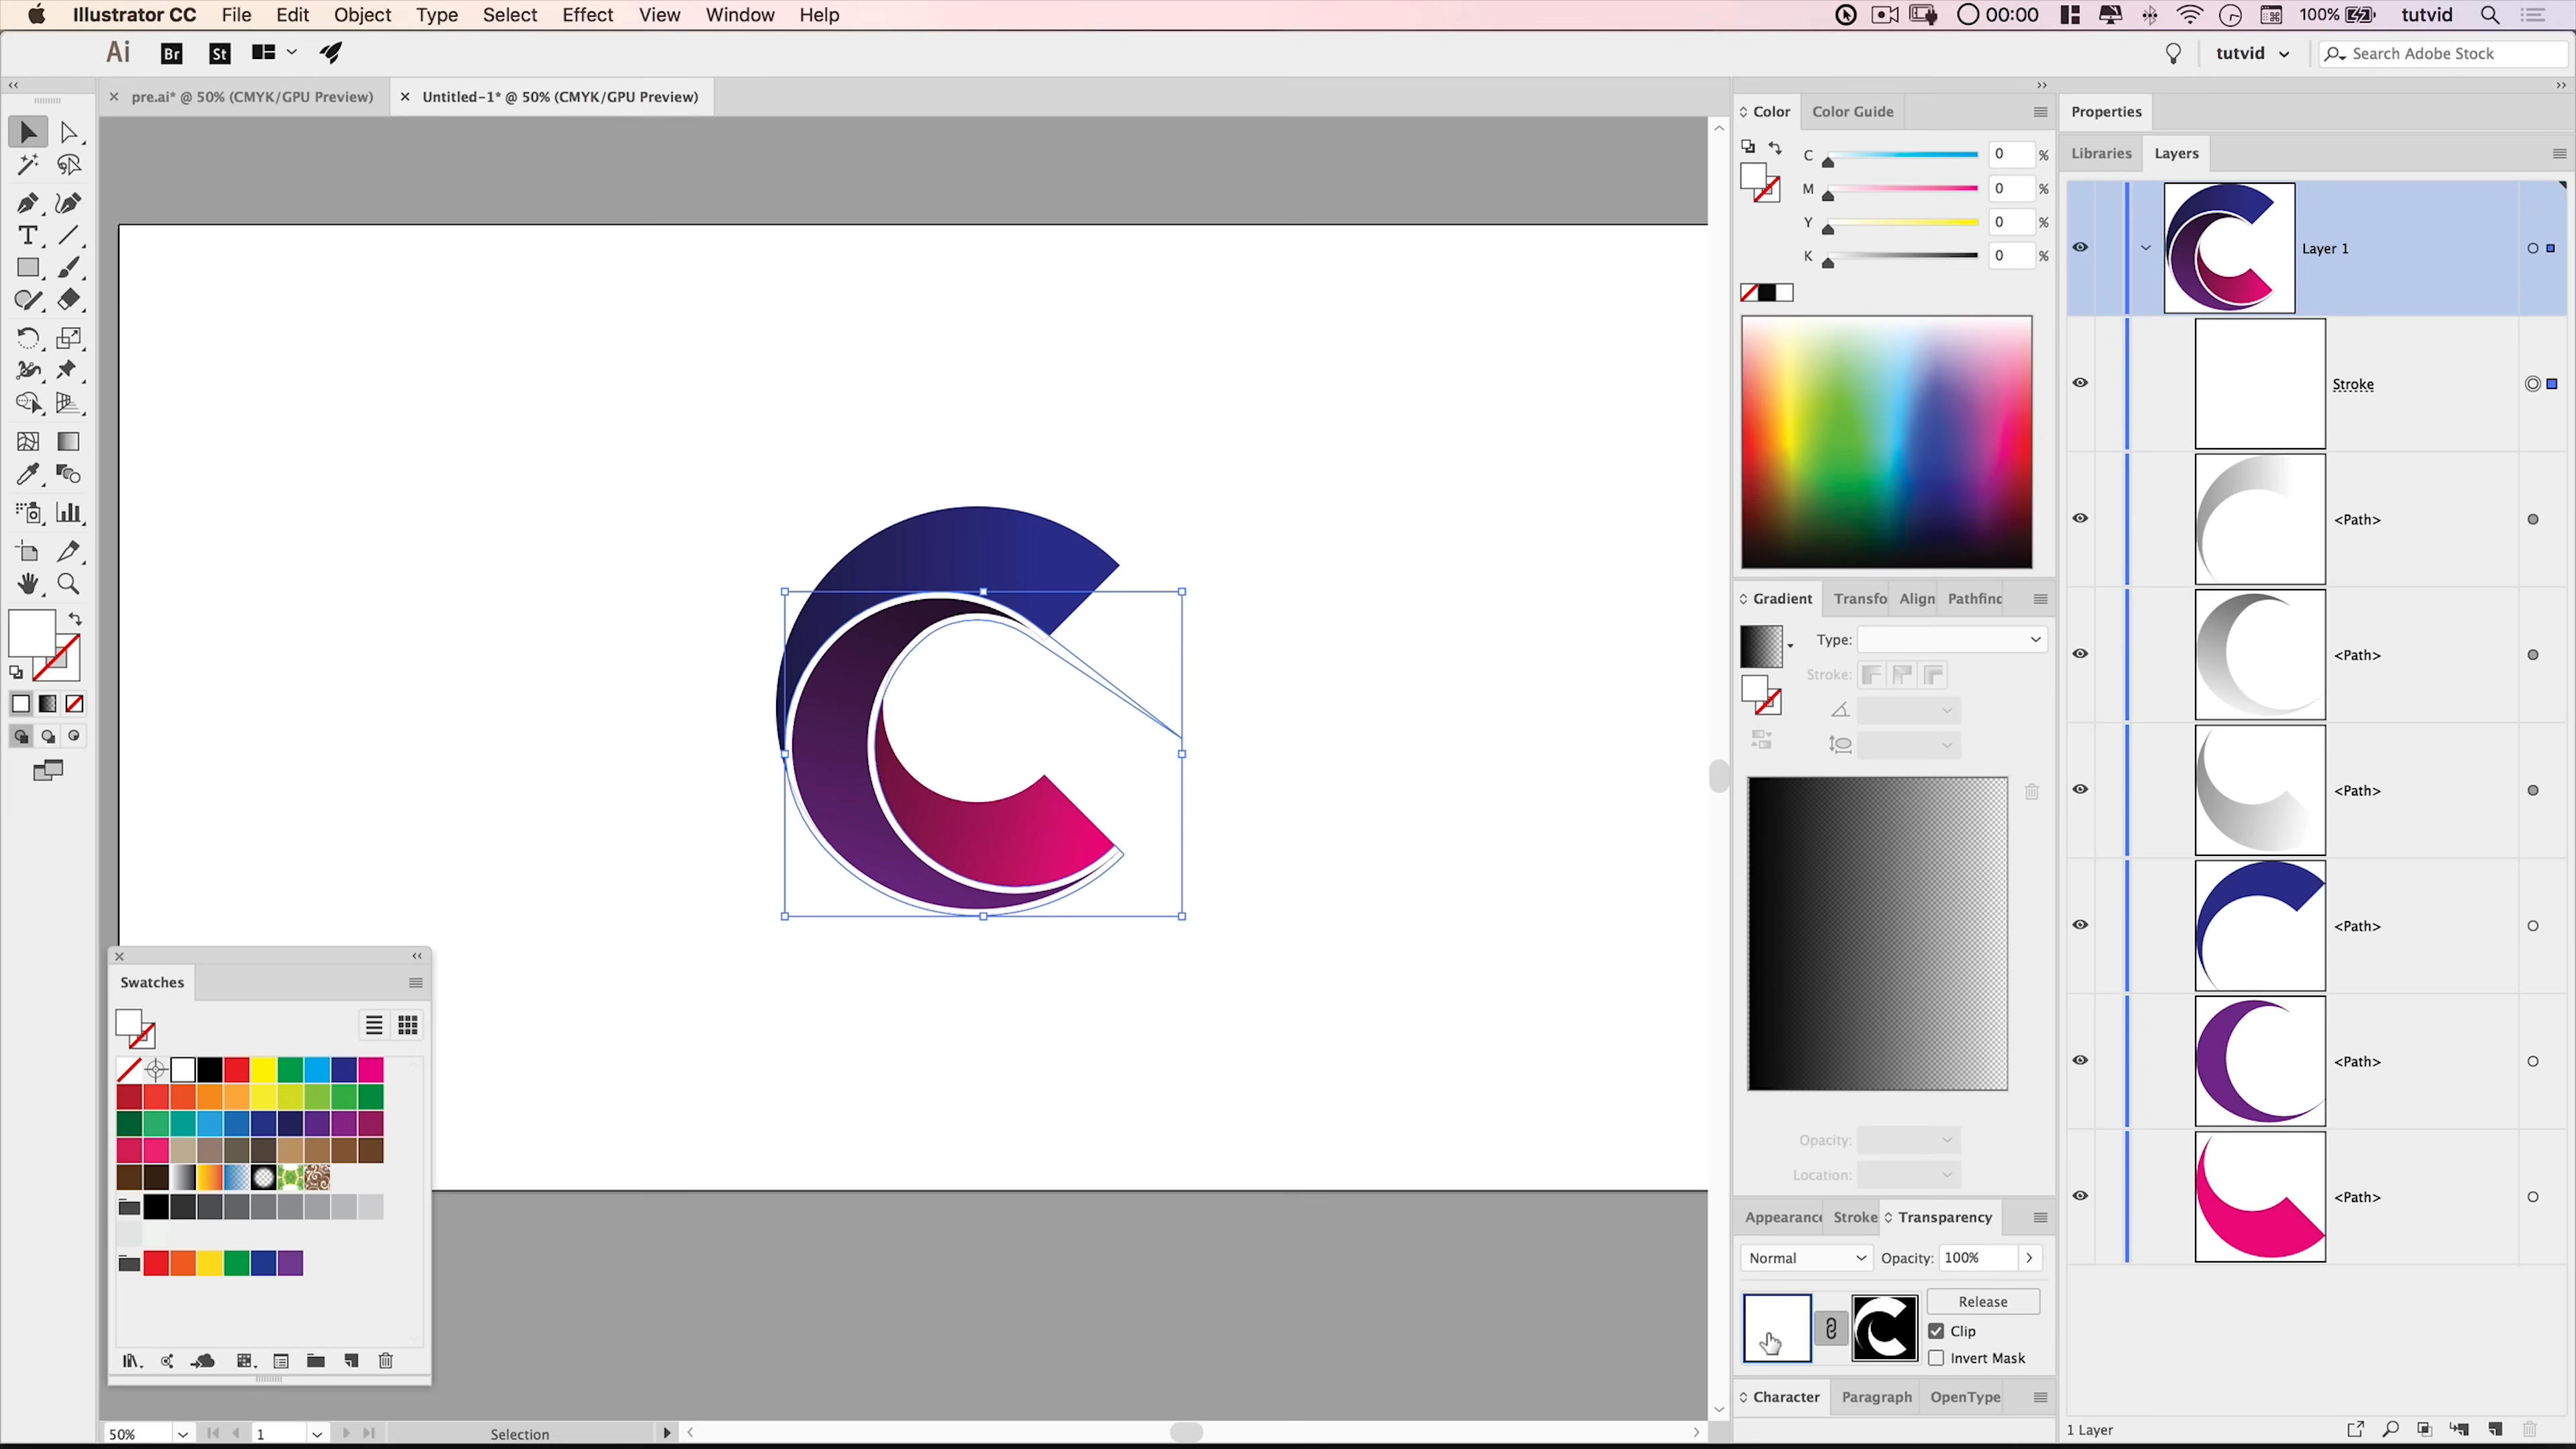 Illustrator CC File Edit Object Type Select Effect View Window Help 00:00 100% tutvid
Ai Br St tutvid Search Adobe Stock
pre.ai* @ 50% (CMYK/GPU Preview) Untitled-1* @ 50% (CMYK/GPU Preview)
Color Color Guide
C 0 %
M 0 %
Y 0 %
K 0 %
Gradient Transfo Align Pathfinc
Type:
Stroke:
Opacity:
Location:
Appearanc Stroke Transparency
Normal Opacity: 100%
Release
Clip
Invert Mask
Character Paragraph OpenType
Properties
Libraries Layers
Layer 1
Stroke
<Path>
<Path>
<Path>
<Path>
<Path>
<Path>
1 Layer
Swatches
50% 1 Selection